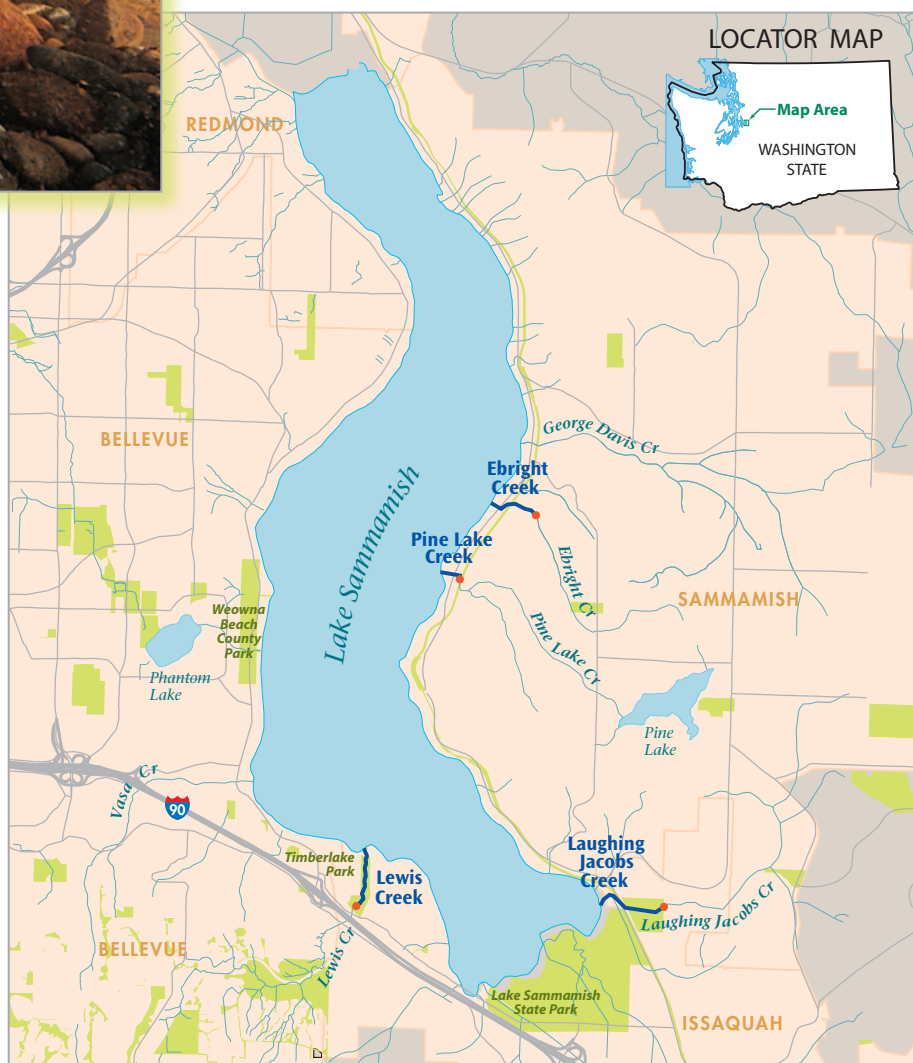 LOCATOR MAP
Map Area
WASHINGTON
STATE
REDMOND
BELLEVUE
George Davis Cr
Ebright
Creek
Lake Sammamish
Pine Lake
Creek
Ebright Cr
SAMMAMISH
Weowna
Beach
County
Park
Pine Lake Cr
Phantom
Lake
Pine
Lake
Vasa Cr
90
Timberlake
Park
Lewis
Creek
Laughing
Jacobs
Creek
Laughing Jacobs Cr
BELLEVUE
Lewis Cr
Lake Sammamish
State Park
ISSAQUAH